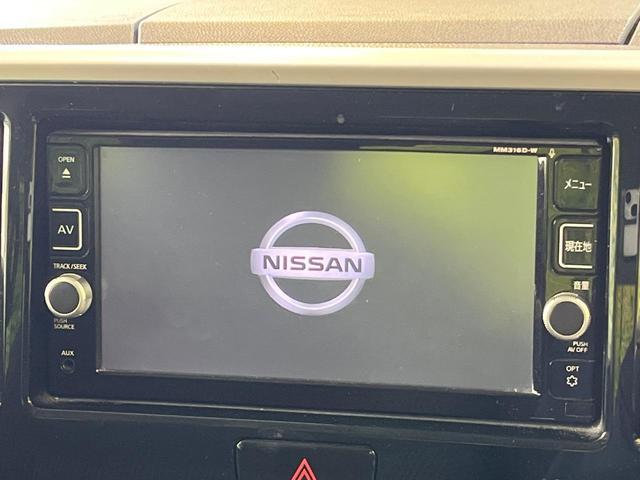 MM316D-W
OPEN
メニュー
AV
現在地
TRACK/SEEK
NISSAN
音量
PUSH
SOURCE
PUSH
AV OFF
AUX
OPT